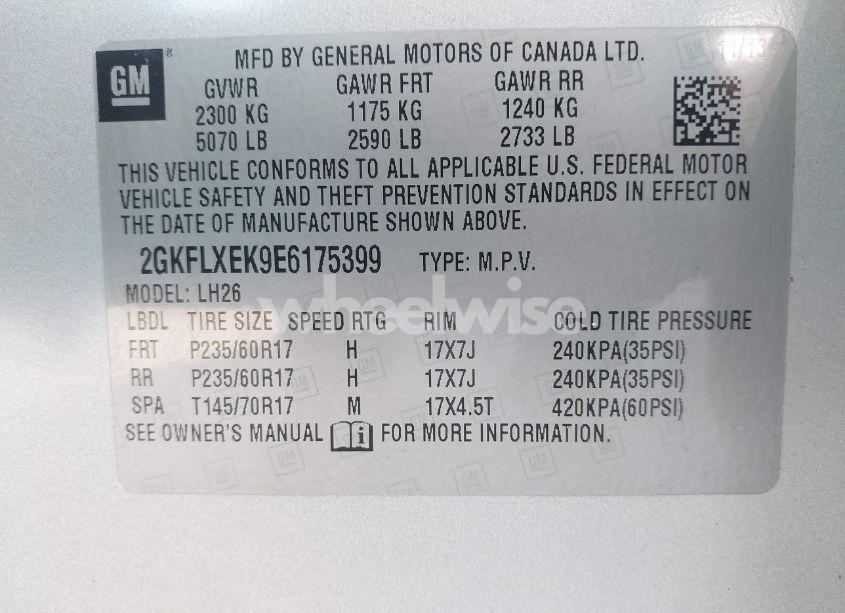 GM
MFD BY GENERAL MOTORS OF CANADA LTD. 11/13
GVWR GAWR FRT GAWR RR
2300 KG 1175 KG 1240 KG
5070 LB 2590 LB 2733 LB
THIS VEHICLE CONFORMS TO ALL APPLICABLE U.S. FEDERAL MOTOR
VEHICLE SAFETY AND THEFT PREVENTION STANDARDS IN EFFECT ON
THE DATE OF MANUFACTURE SHOWN ABOVE.
2GKFLXEK9E6175399 TYPE: M.P.V.
MODEL: LH26
wheelwise
LBDL TIRE SIZE SPEED RTG RIM COLD TIRE PRESSURE
FRT P235/60R17 H 17X7J 240KPA(35PSI)
RR P235/60R17 H 17X7J 240KPA(35PSI)
SPA T145/70R17 M 17X4.5T 420KPA(60PSI)
SEE OWNER'S MANUAL i FOR MORE INFORMATION.